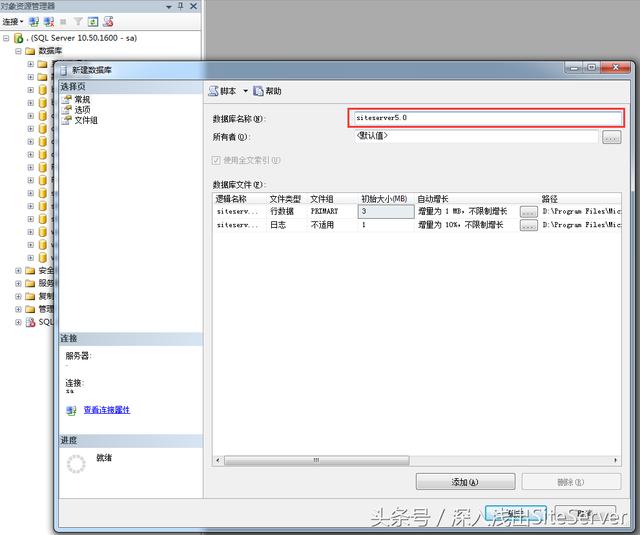 对象资源管理器
连接
. (SQL Server 10.50.1600 - sa)
数据库
安全
服务
复制
管理
SQL
新建数据库
选择页
常规
选项
文件组
脚本
帮助
数据库名称(N):
siteserver5.0
所有者(O):
<默认值>
...
使用全文索引(U)
数据库文件(F):
逻辑名称 文件类型 文件组 初始大小(MB) 自动增长 路径
siteserv... 行数据 PRIMARY 3 增量为 1 MB，不限制增长 ... D:\Program Files\Mic
siteserv... 日志 不适用 1 增量为 10%，不限制增长 ... D:\Program Files\Mic
连接
服务器:
.
连接:
sa
查看连接属性
进度
就绪
添加(A)
删除(R)
头条号 / 深入浅出SiteServer